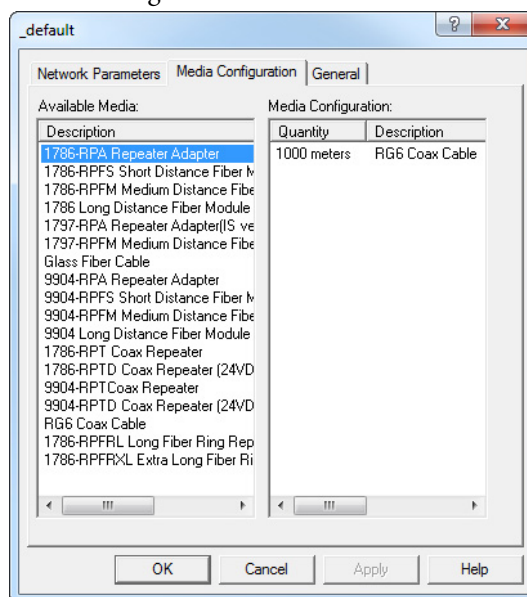 _default
Network Parameters Media Configuration General
Available Media:
Description
1786-RPA Repeater Adapter
1786-RPFS Short Distance Fiber M
1786-RPFM Medium Distance Fibe
1786 Long Distance Fiber Module
1797-RPA Repeater Adapter(IS ve
1797-RPFM Medium Distance Fibe
Glass Fiber Cable
9904-RPA Repeater Adapter
9904-RPFS Short Distance Fiber M
9904-RPFM Medium Distance Fibe
9904 Long Distance Fiber Module
1786-RPT Coax Repeater
1786-RPTD Coax Repeater (24VD
9904-RPTCoax Repeater
9904-RPTD Coax Repeater (24VD
RG6 Coax Cable
1786-RPFRL Long Fiber Ring Rep
1786-RPFRXL Extra Long Fiber Ri
Media Configuration:
Quantity Description
1000 meters RG6 Coax Cable
OK Cancel Apply Help